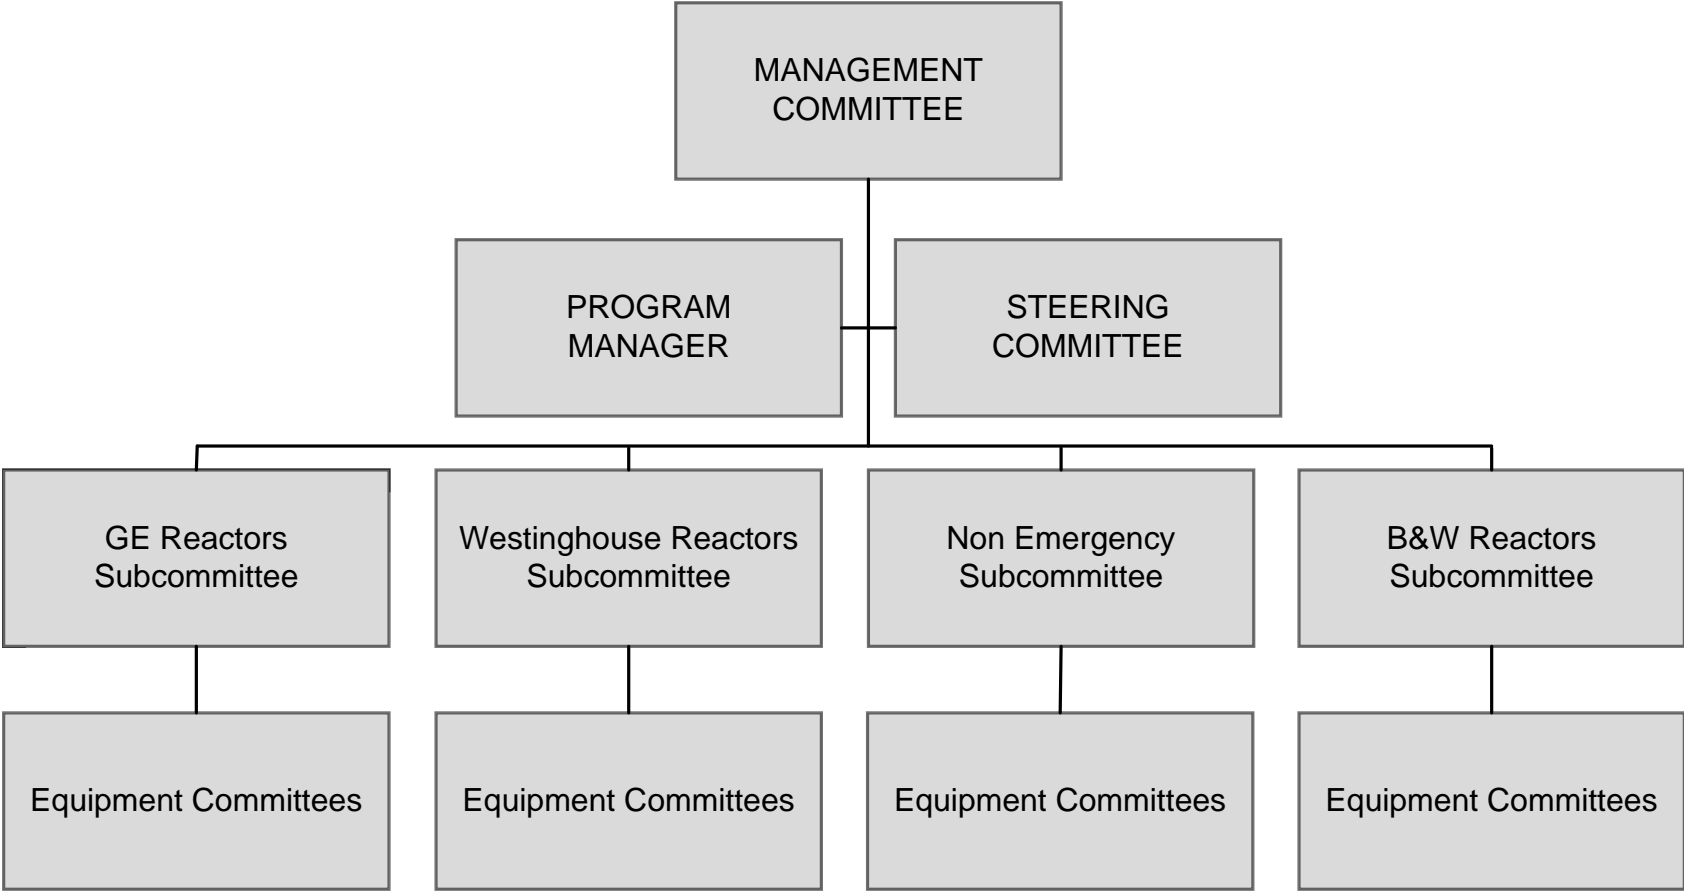 MANAGEMENT
COMMITTEE
PROGRAM
MANAGER
STEERING
COMMITTEE
GE Reactors
Subcommittee
Westinghouse Reactors
Subcommittee
Non Emergency
Subcommittee
B&W Reactors
Subcommittee
Equipment Committees
Equipment Committees
Equipment Committees
Equipment Committees